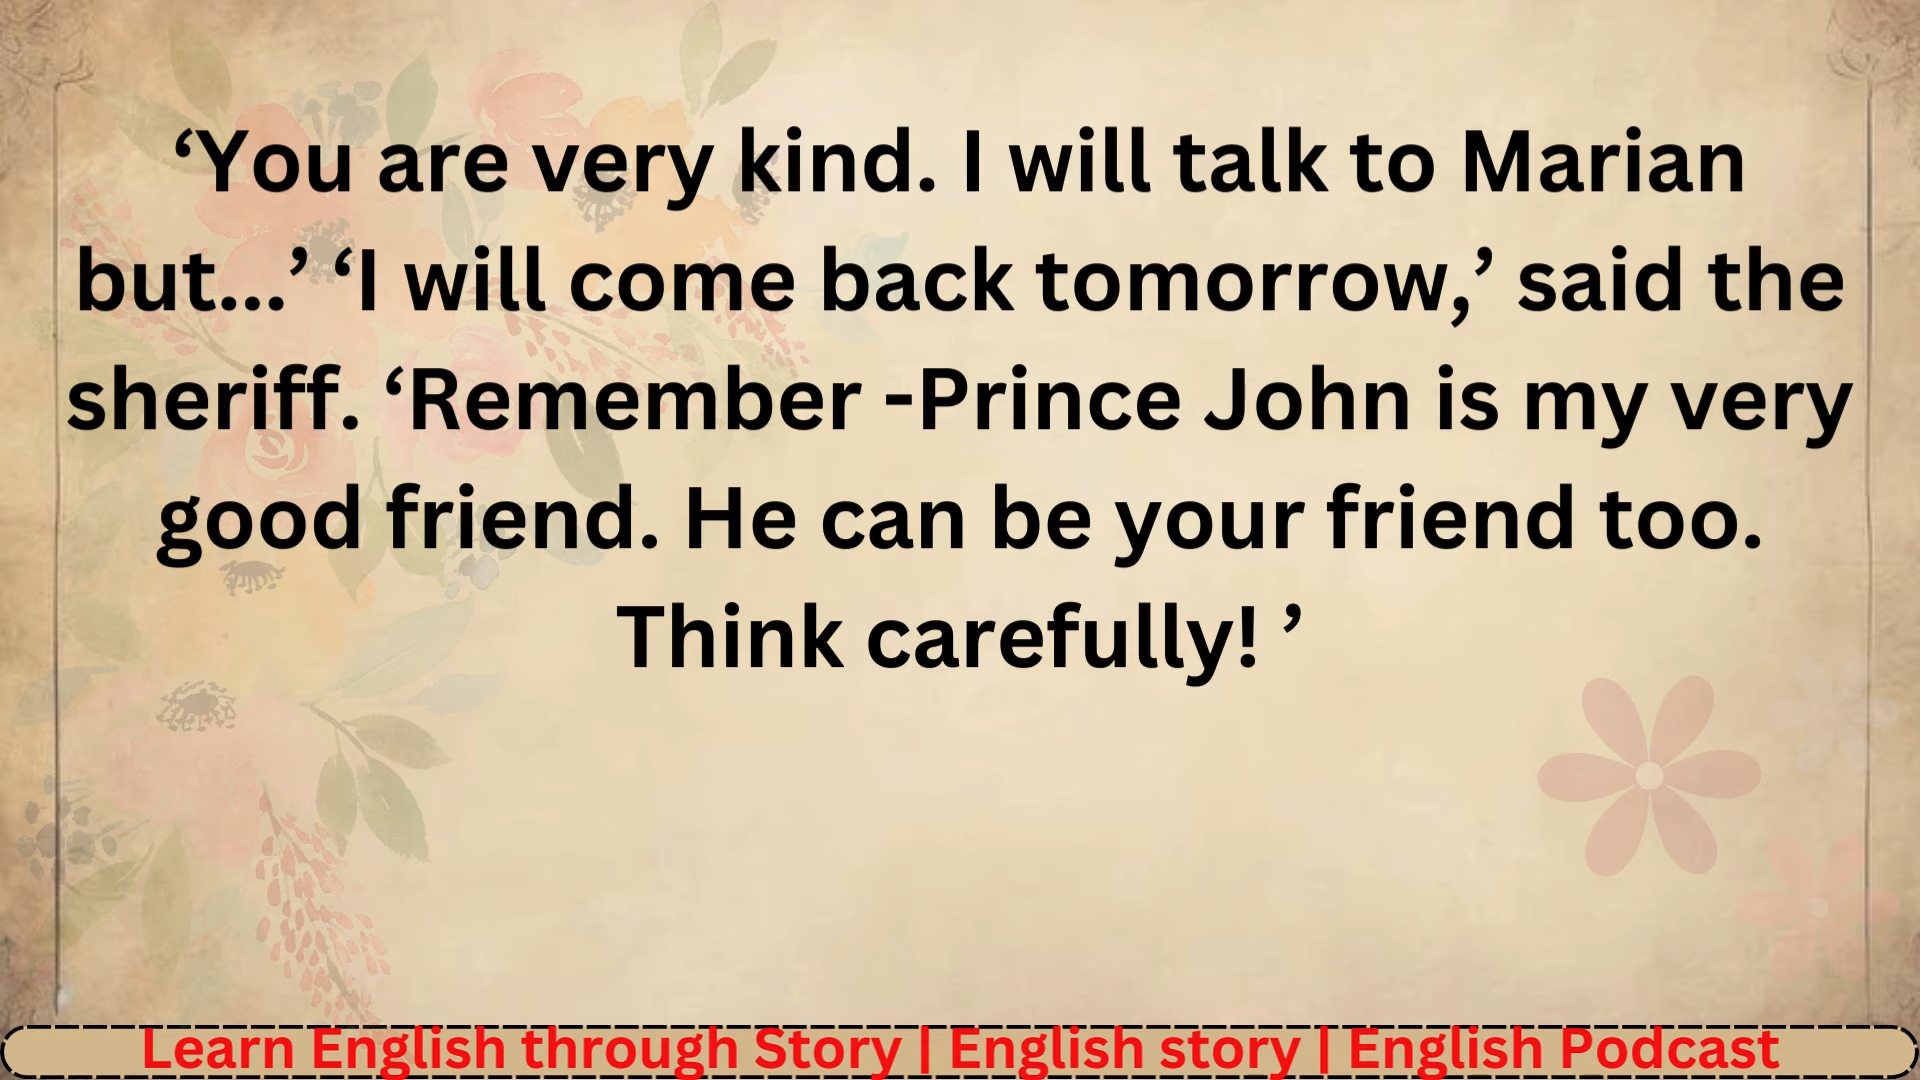 ‘You are very kind. I will talk to Marian
but...’ ‘I will come back tomorrow,’ said the
sheriff. ‘Remember -Prince John is my very
good friend. He can be your friend too.
Think carefully! ’
Learn English through Story | English story | English Podcast